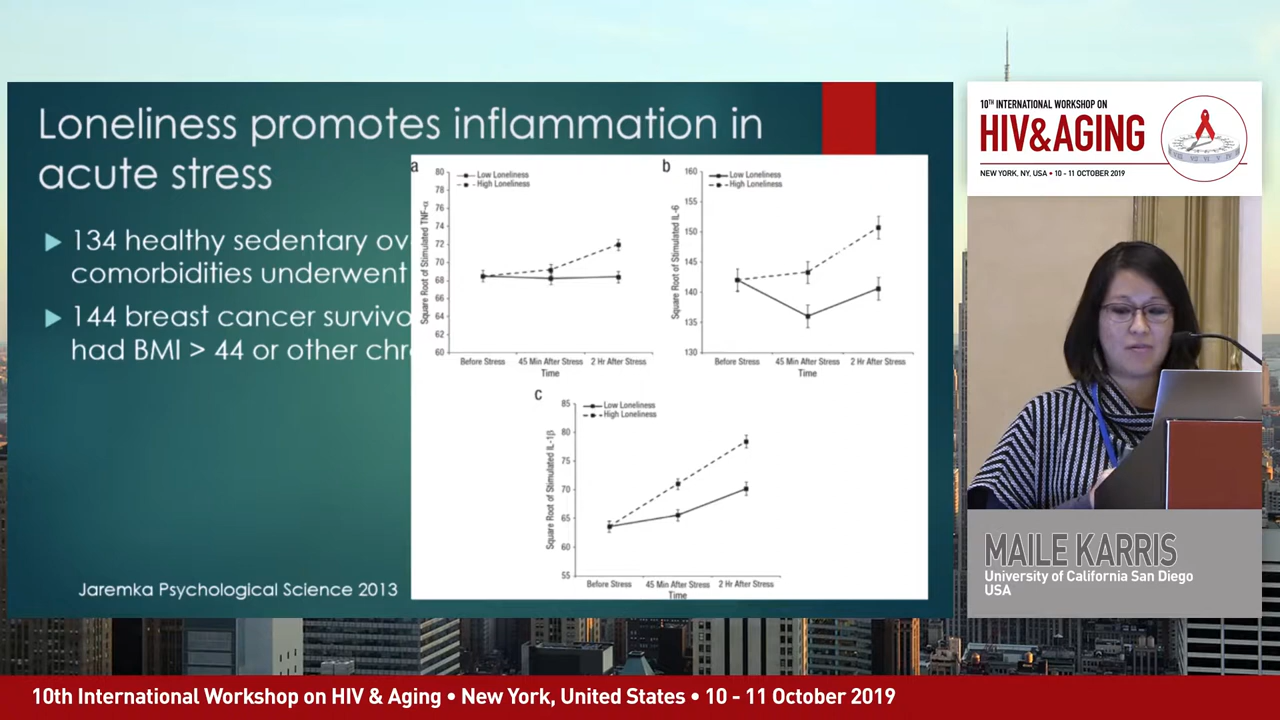 Loneliness promotes inflammation in
acute stress
134 healthy sedentary
comorbidities underwent
144 breast cancer
had BMI > 44 or other
Jaremka Psychological Science 2013
a
Low Loneliness
High Loneliness
Square Root of Stimulated TNF-α
80
78
76
74
72
70
68
66
64
62
60
Before Stress 45 Min After Stress 2 Hr After Stress
Time
b
Low Loneliness
High Loneliness
Square Root of Stimulated IL-6
160
155
150
145
140
135
130
Before Stress 45 Min After Stress 2 Hr After Stress
Time
c
Low Loneliness
High Loneliness
Square Root of Stimulated IL-1β
85
80
75
70
65
60
55
Before Stress 45 Min After Stress 2 Hr After Stress
Time
10TH INTERNATIONAL WORKSHOP ON
HIV&AGING
NEW YORK, NY, USA • 10 - 11 OCTOBER 2019
MAILE KARRIS
University of California San Diego
USA
10th International Workshop on HIV & Aging • New York, United States • 10 - 11 October 2019